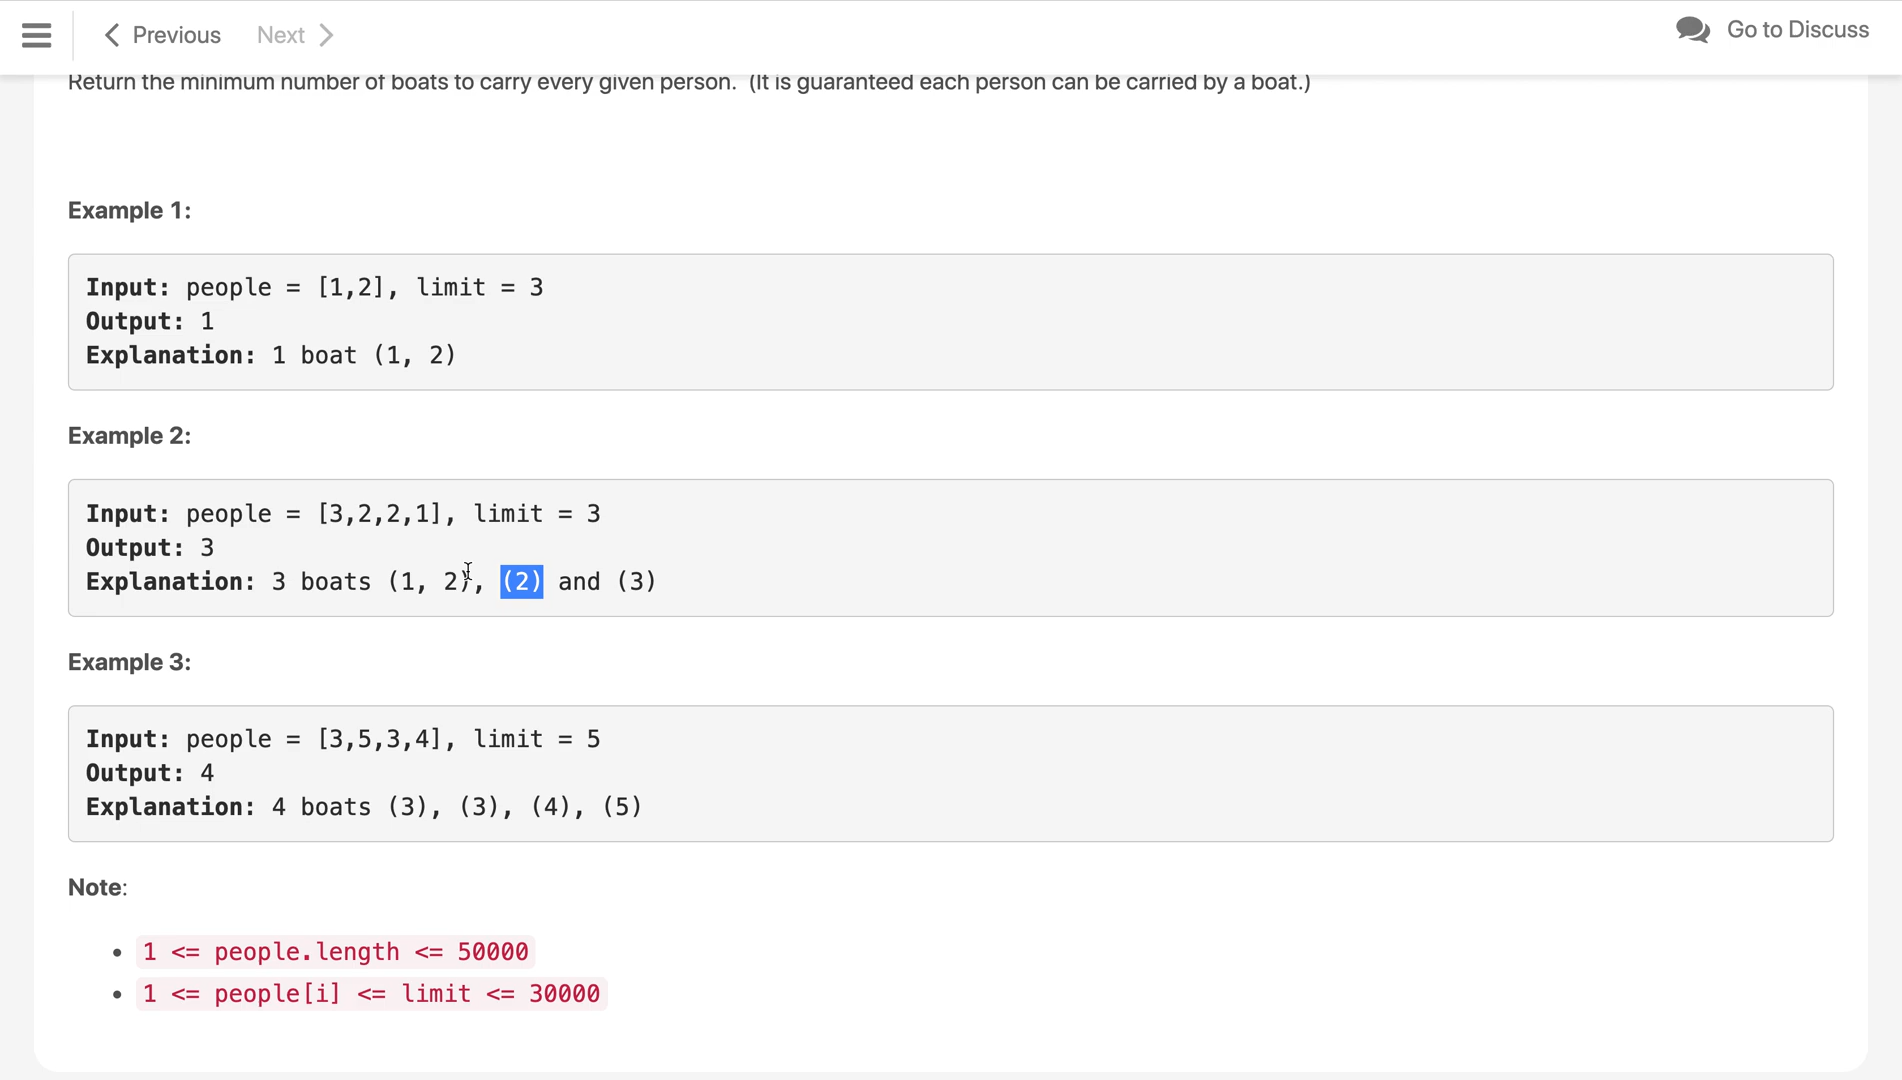 Previous Next Go to Discuss
Return the minimum number of boats to carry every given person.  (It is guaranteed each person can be carried by a boat.)
Example 1:
Input: people = [1,2], limit = 3
Output: 1
Explanation: 1 boat (1, 2)
Example 2:
Input: people = [3,2,2,1], limit = 3
Output: 3
Explanation: 3 boats (1, 2), (2) and (3)
Example 3:
Input: people = [3,5,3,4], limit = 5
Output: 4
Explanation: 4 boats (3), (3), (4), (5)
Note:
1 <= people.length <= 50000
1 <= people[i] <= limit <= 30000